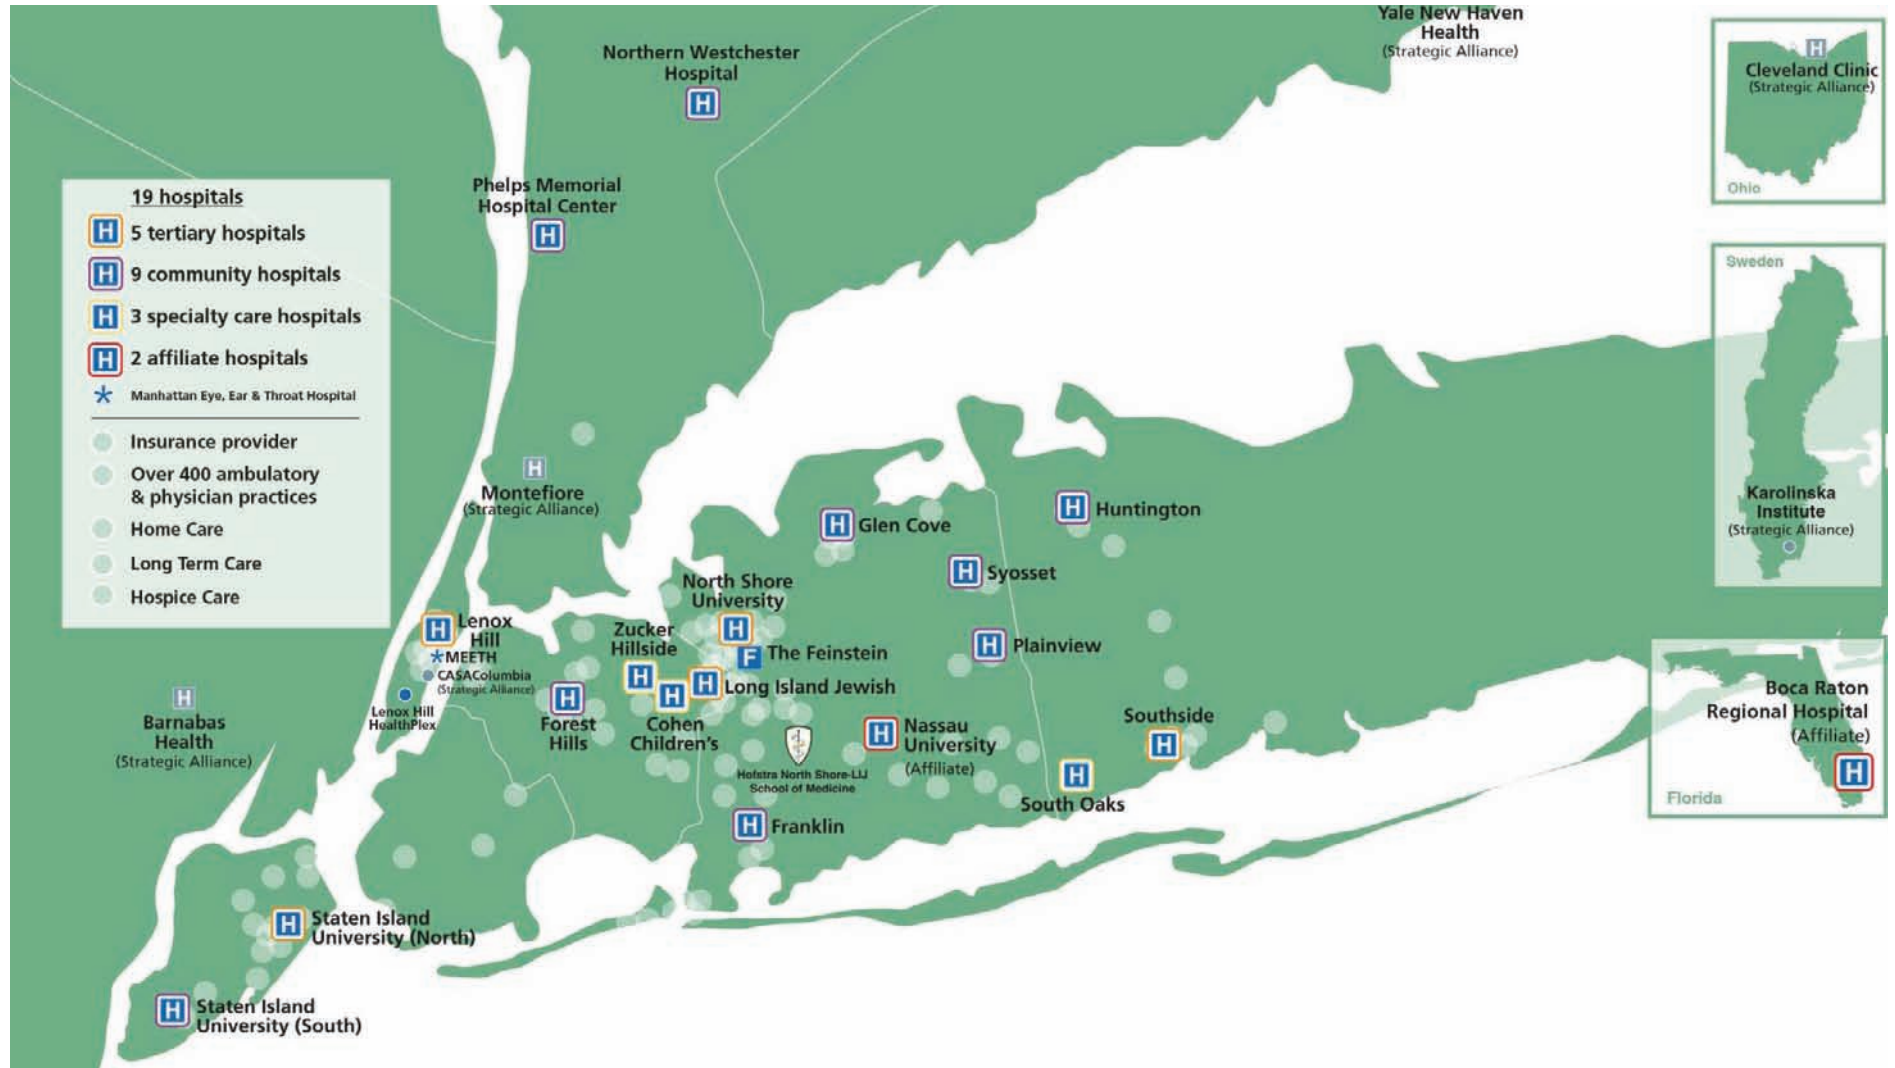 Yale New Haven
Health
(Strategic Alliance)
Northern Westchester
Hospital
H
H
Cleveland Clinic
(Strategic Alliance)
Ohio
19 hospitals
H 5 tertiary hospitals
H 9 community hospitals
H 3 specialty care hospitals
H 2 affiliate hospitals
* Manhattan Eye, Ear & Throat Hospital
Insurance provider
Over 400 ambulatory
& physician practices
Home Care
Long Term Care
Hospice Care
Phelps Memorial
Hospital Center
H
Sweden
Karolinska
Institute
(Strategic Alliance)
H
Montefiore
(Strategic Alliance)
H Glen Cove
H Huntington
H Syosset
North Shore
University
H
Lenox
Hill
H
*MEETH
CASAColumbia
(Strategic Alliance)
Lenox Hill
HealthPlex
Zucker
Hillside
H
F The Feinstein
H Long Island Jewish
H Plainview
H
Cohen
Children's
H
Forest
Hills
H
Barnabas
Health
(Strategic Alliance)
Hofstra North Shore-LIJ
School of Medicine
H Nassau
University
(Affiliate)
Southside
H
H
South Oaks
Boca Raton
Regional Hospital
(Affiliate)
H
Florida
H Franklin
H Staten Island
University (North)
H Staten Island
University (South)